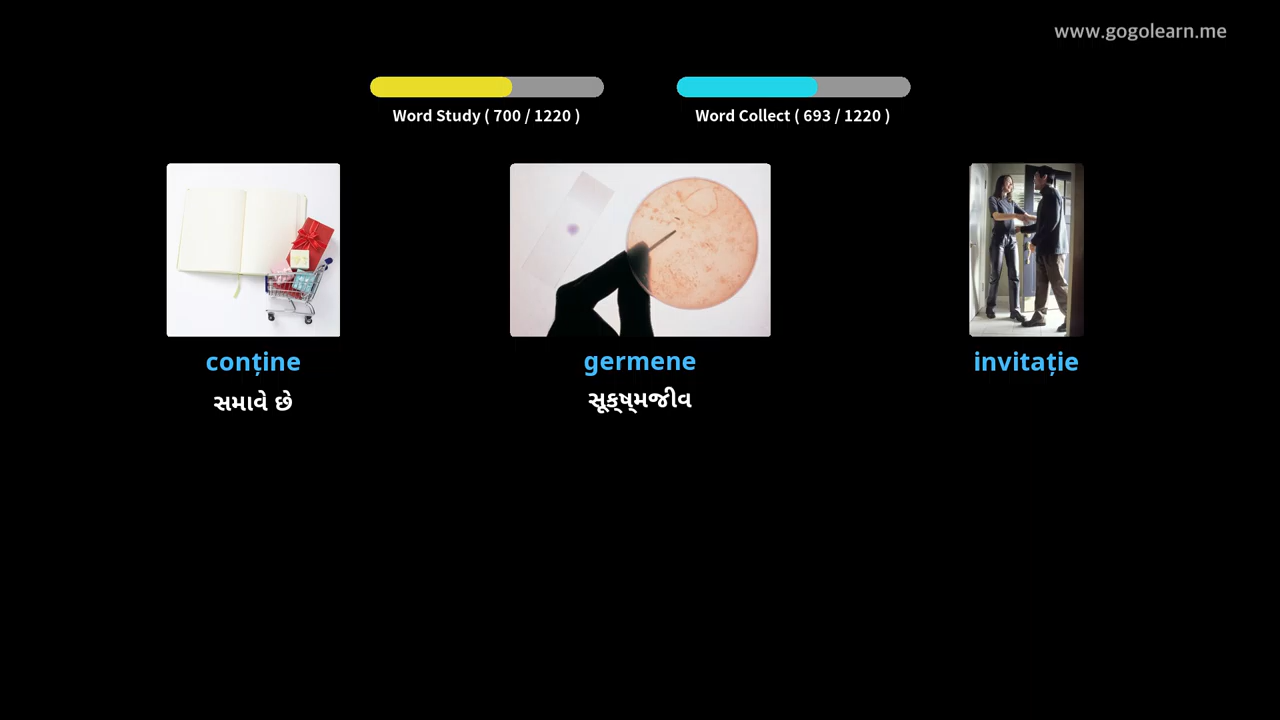 www.gogolearn.me
Word Study ( 700 / 1220 )
Word Collect ( 693 / 1220 )
conține
germene
invitație
સમાવે છે
સૂક્ષ્મજીવ